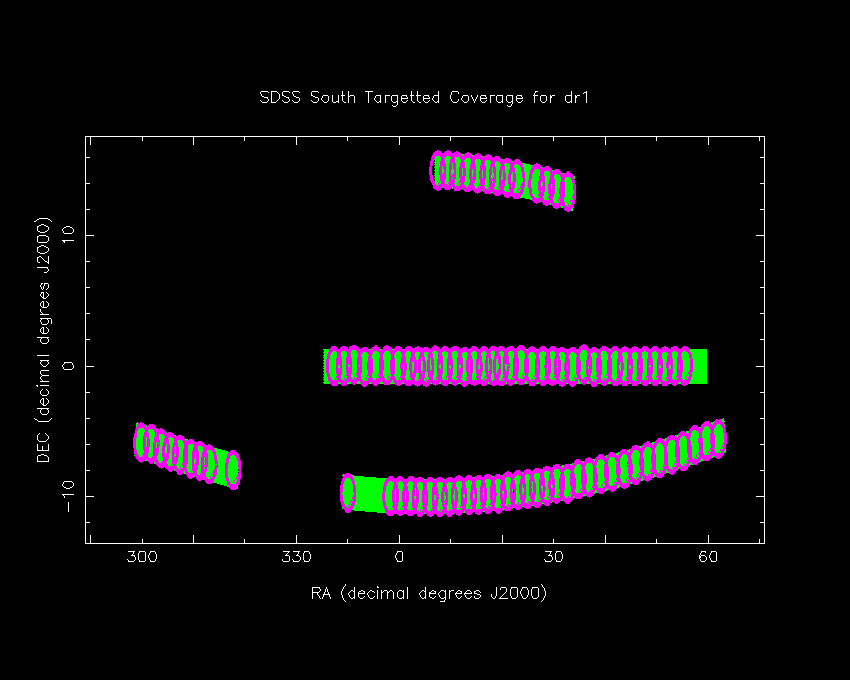 SDSS South Targetted Coverage for dr1
DEC (decimal degrees J2000)
10
0
−10
300 330 0 30 60
RA (decimal degrees J2000)